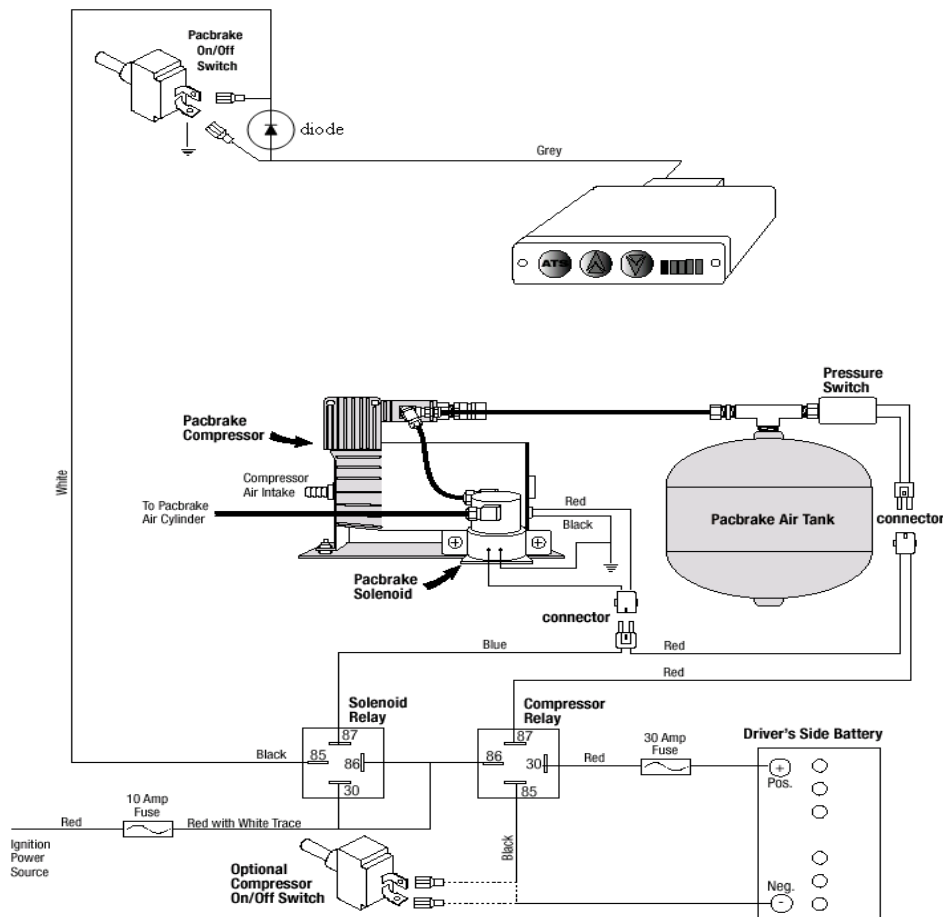 Pacbrake
On/Off
Switch
diode
Grey
ATS
White
Pressure
Switch
Pacbrake
Compressor
Compressor
Air Intake
To Pacbrake
Air Cylinder
Red
Black
Pacbrake Air Tank
connector
Pacbrake
Solenoid
connector
Blue
Red
Red
Solenoid
Relay
Compressor
Relay
Driver's Side Battery
87
87
30 Amp
Fuse
Black
85
86
86
30
Red
Pos.
30
85
10 Amp
Fuse
Red
Red with White Trace
Ignition
Power
Source
Black
Optional
Compressor
On/Off Switch
Neg.